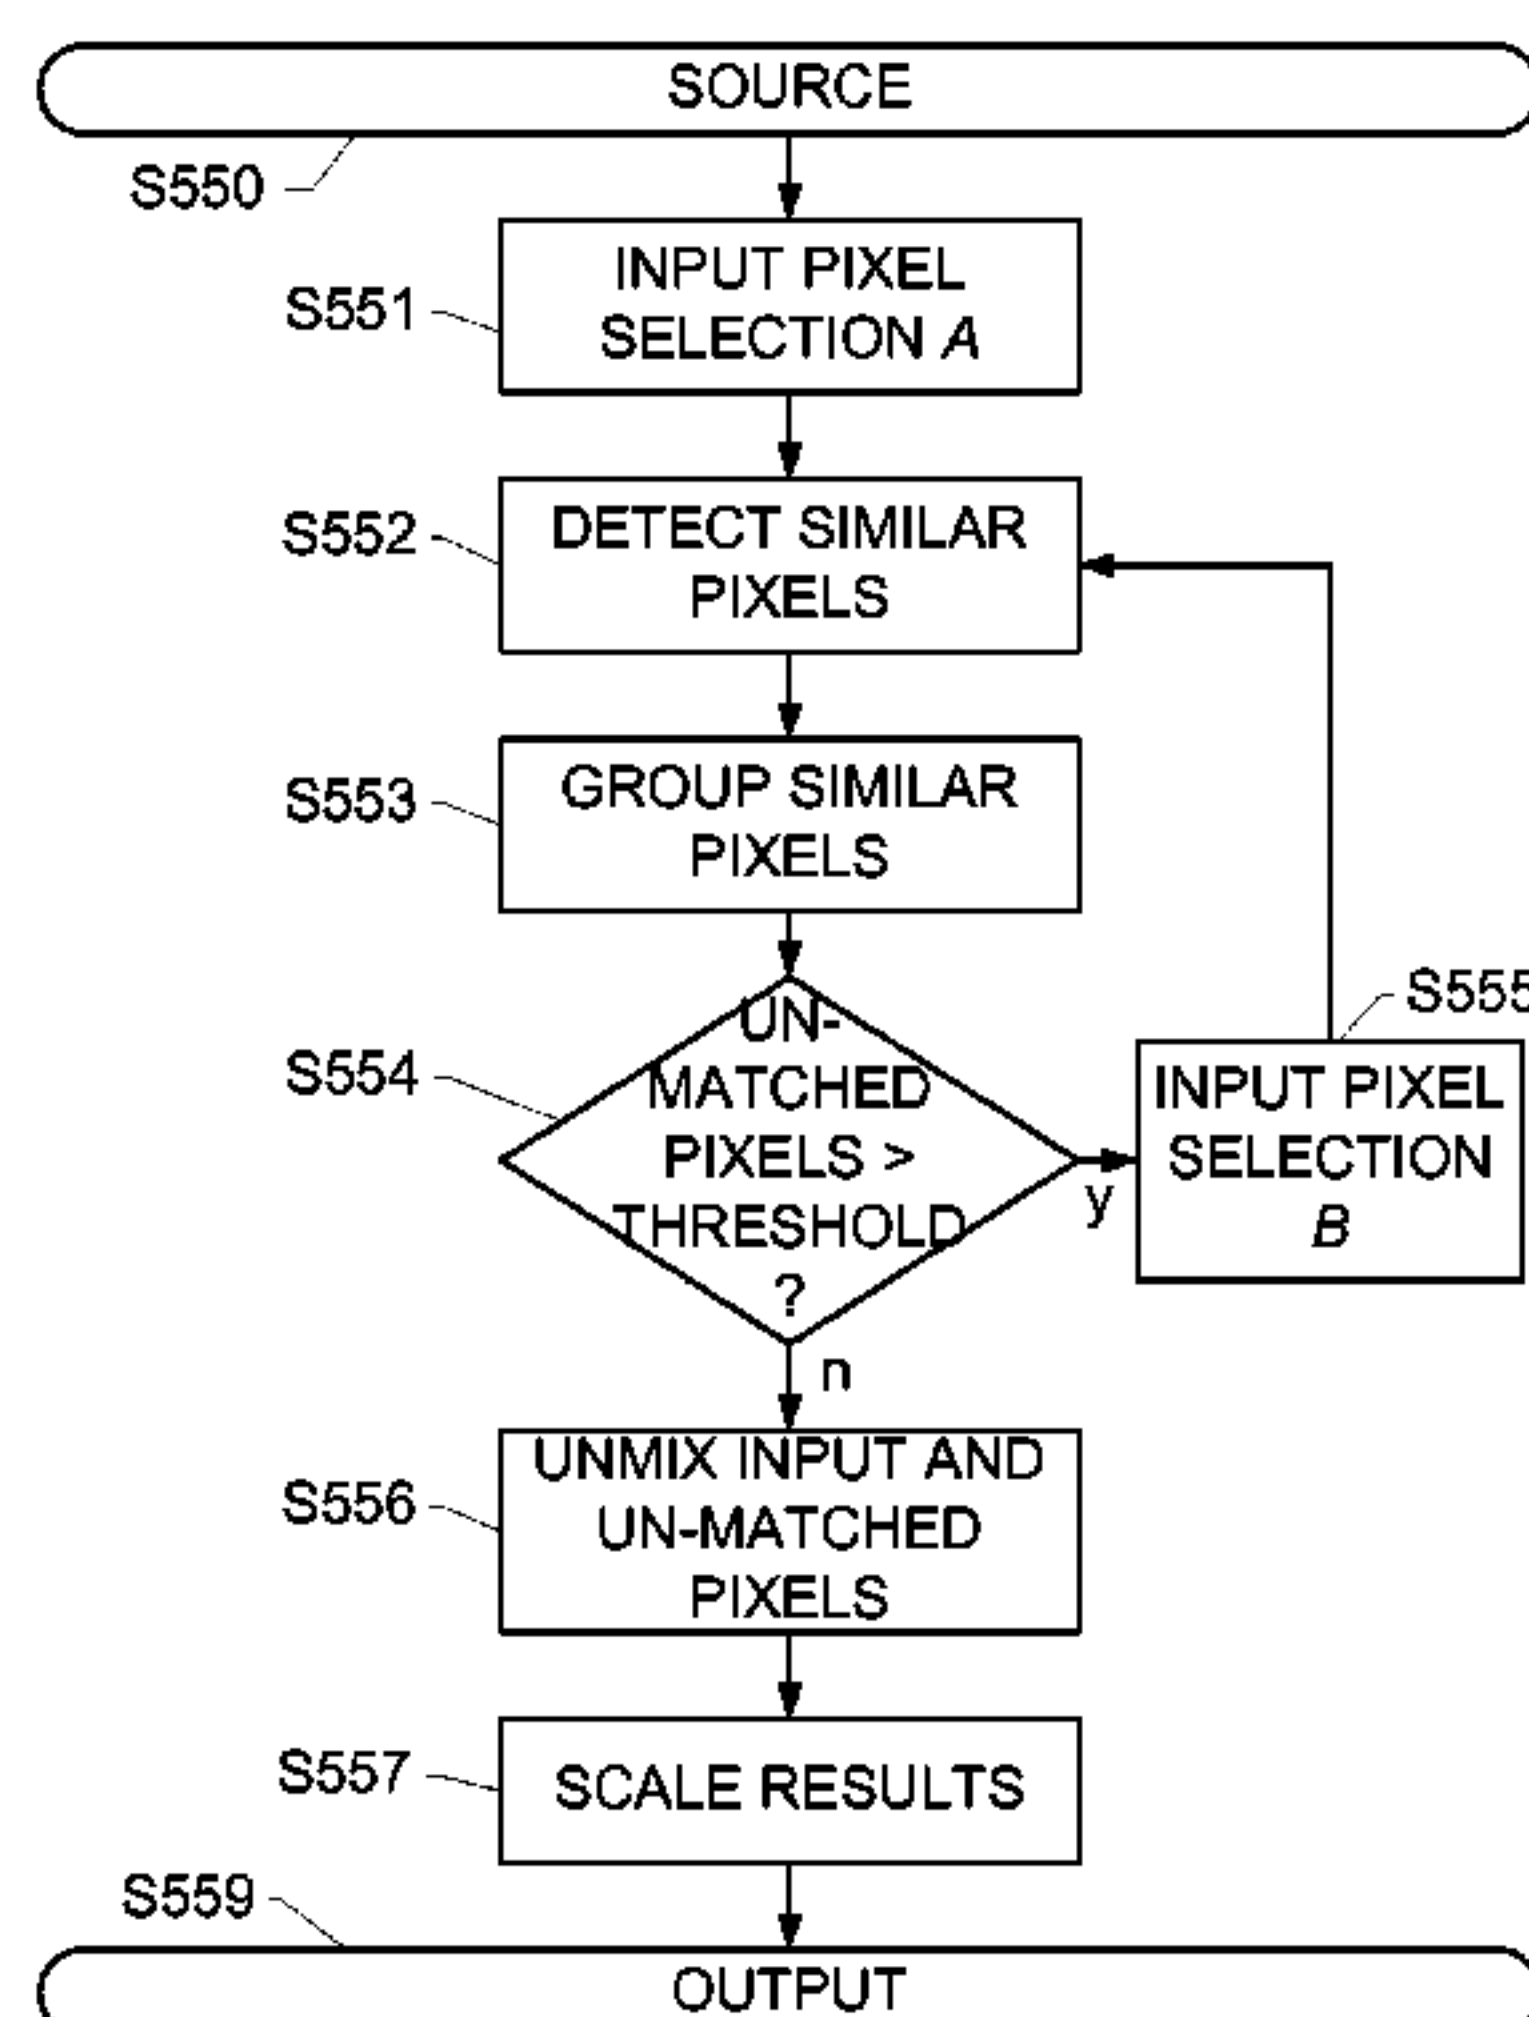 SOURCE
S550
INPUT PIXEL
SELECTION A
S551
DETECT SIMILAR
PIXELS
S552
GROUP SIMILAR
PIXELS
S553
UN-
MATCHED
PIXELS >
THRESHOLD
?
S554
y
n
S555
INPUT PIXEL
SELECTION
B
UNMIX INPUT AND
UN-MATCHED
PIXELS
S556
SCALE RESULTS
S557
S559
OUTPUT